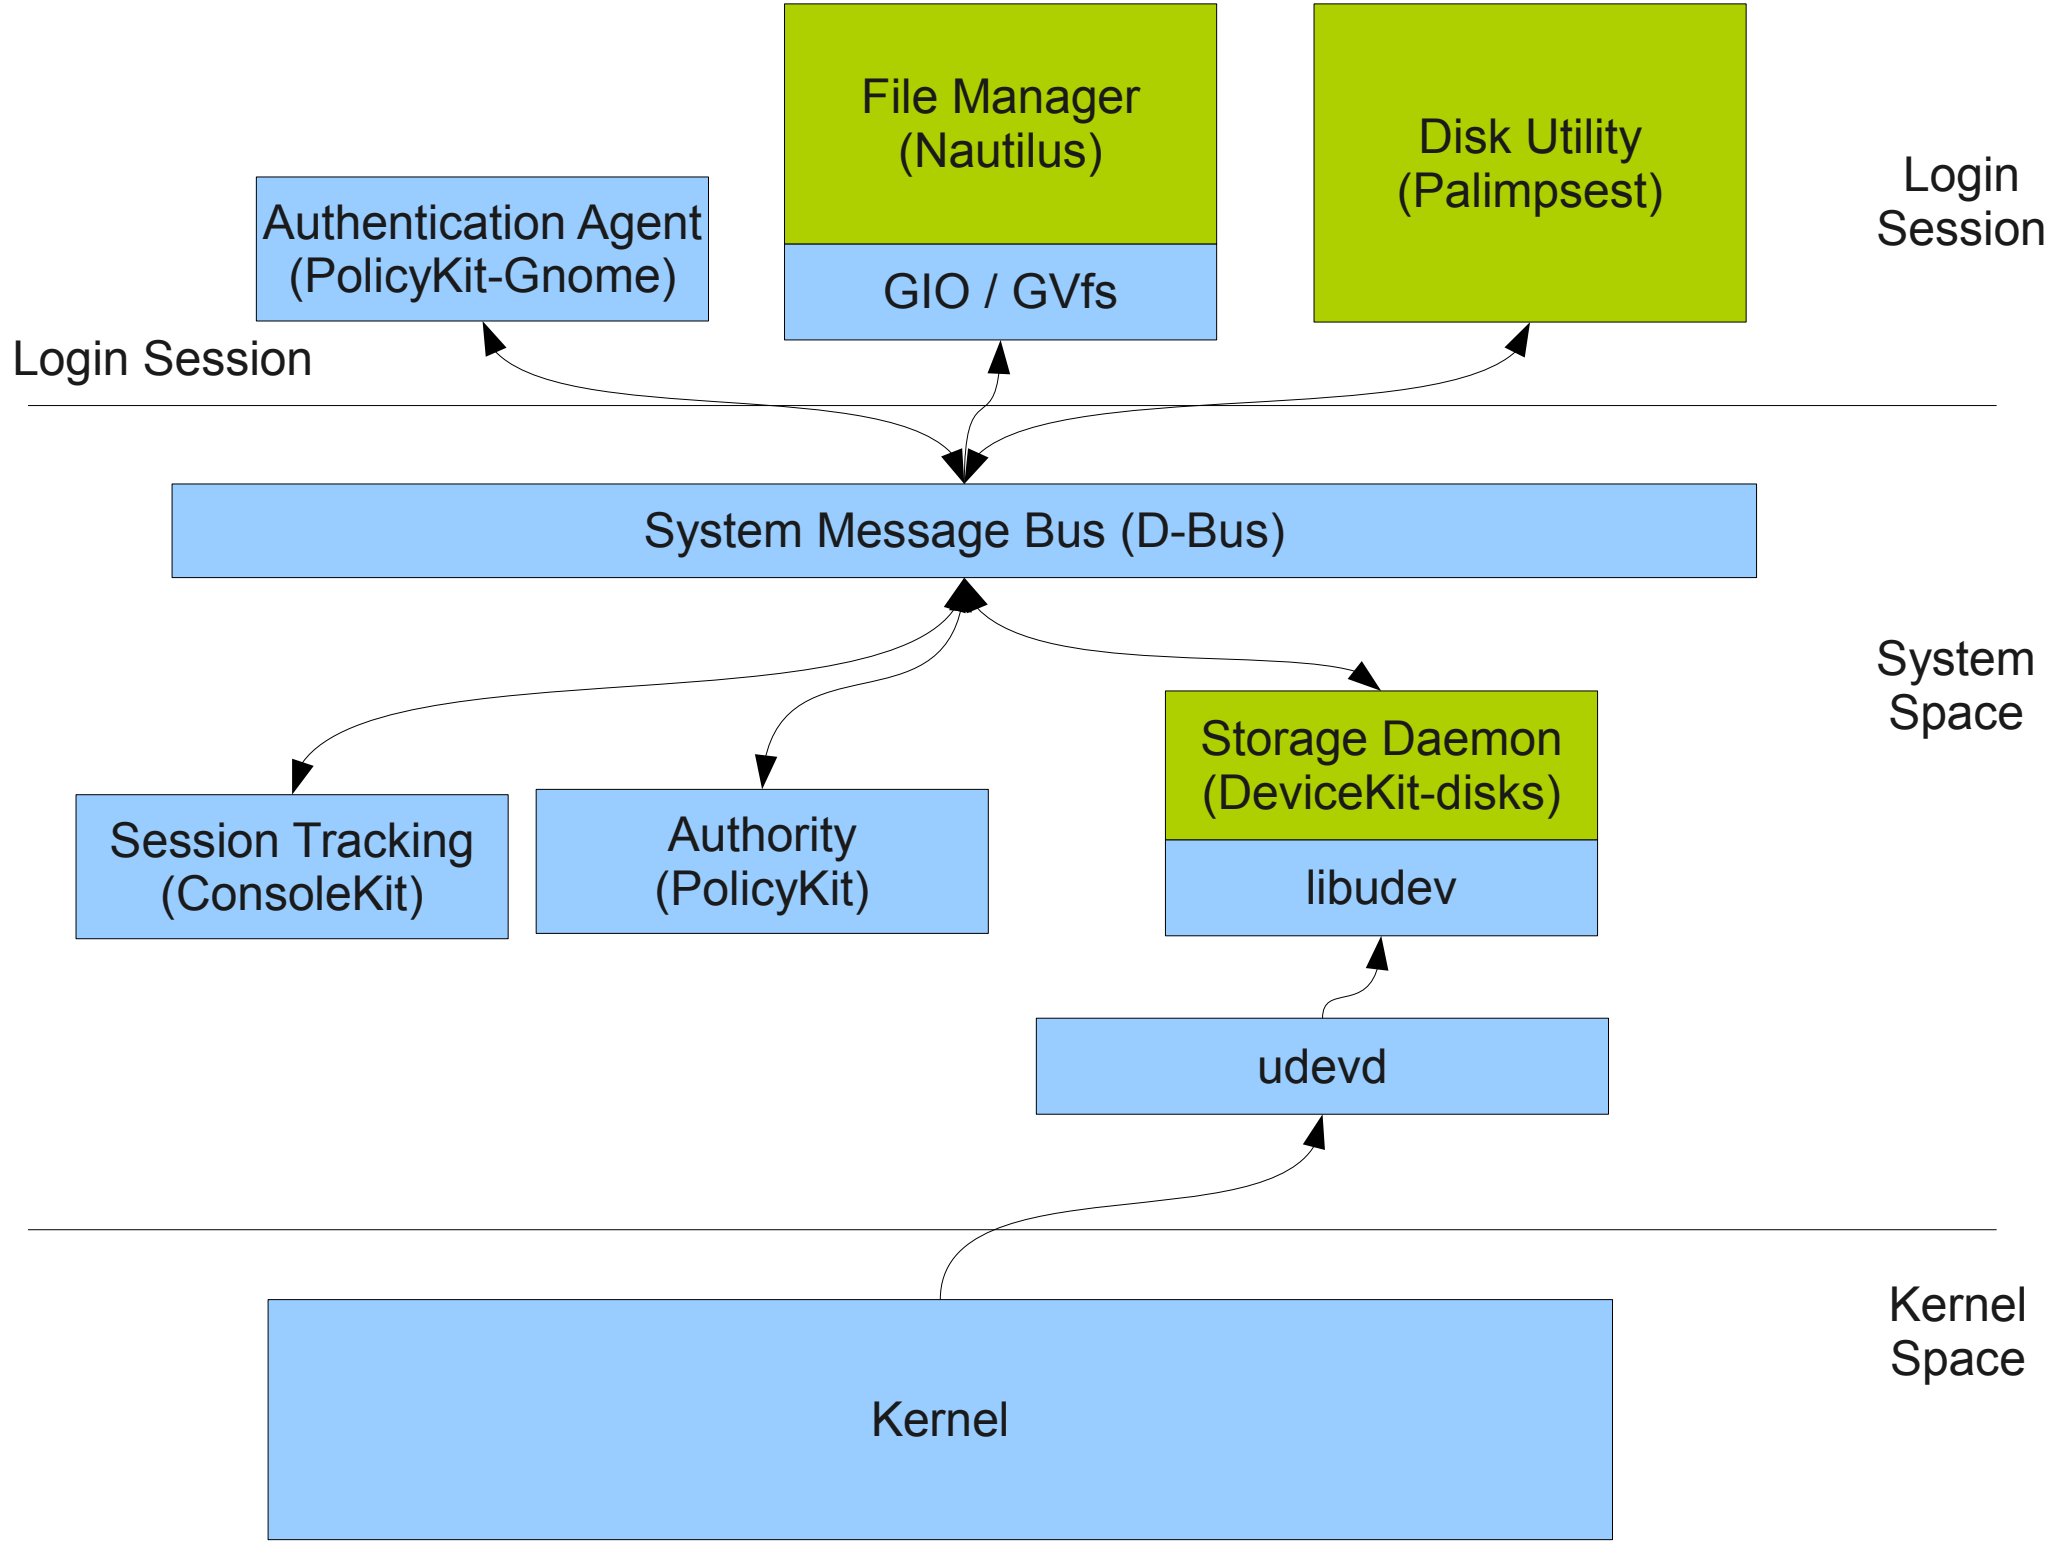 File Manager
(Nautilus)
Disk Utility
(Palimpsest)
Login
Session
Authentication Agent
(PolicyKit-Gnome)
GIO / GVfs
Login Session
System Message Bus (D-Bus)
System
Space
Storage Daemon
(DeviceKit-disks)
Session Tracking
(ConsoleKit)
Authority
(PolicyKit)
libudev
udevd
Kernel
Space
Kernel